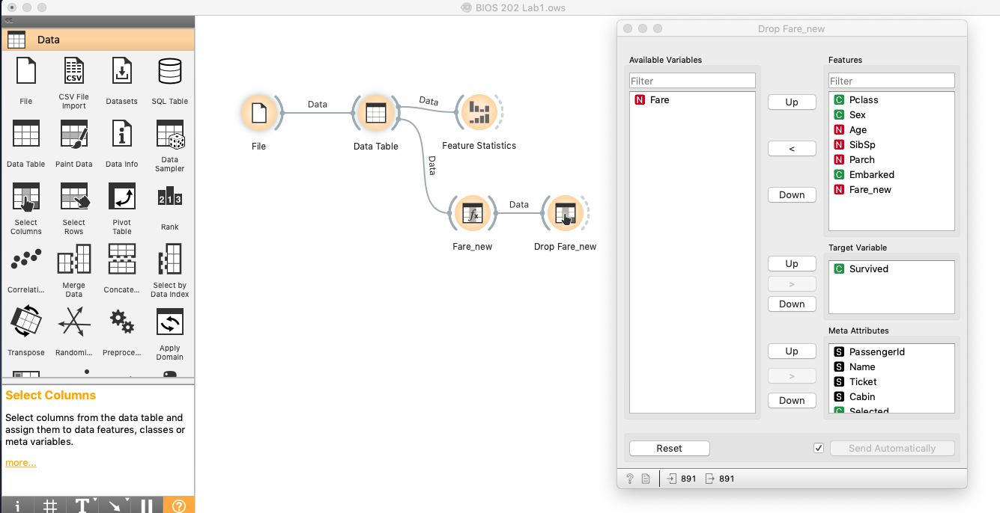 BIOS 202 Lab1.ows
Data
File
CSV File
Import
Datasets
SQL Table
Data Table
Paint Data
Data Info
Data
Sampler
Select
Columns
Select
Rows
Pivot
Table
Rank
Correlati...
Merge
Data
Concate...
Select by
Data Index
Transpose
Randomi...
Preproce...
Apply
Domain
Select Columns
Select columns from the data table and
assign them to data features, classes or
meta variables.
more...
File
Data
Data Table
Data
Feature Statistics
Data
Fare_new
Data
Drop Fare_new
Drop Fare_new
Available Variables
Filter
N Fare
Up
<
Down
Features
Filter
C Pclass
C Sex
N Age
N SibSp
N Parch
C Embarked
N Fare_new
Up
>
Down
Target Variable
C Survived
Up
>
Down
Meta Attributes
S PassengerId
S Name
S Ticket
S Cabin
C Selected
Reset
Send Automatically
? 891 891